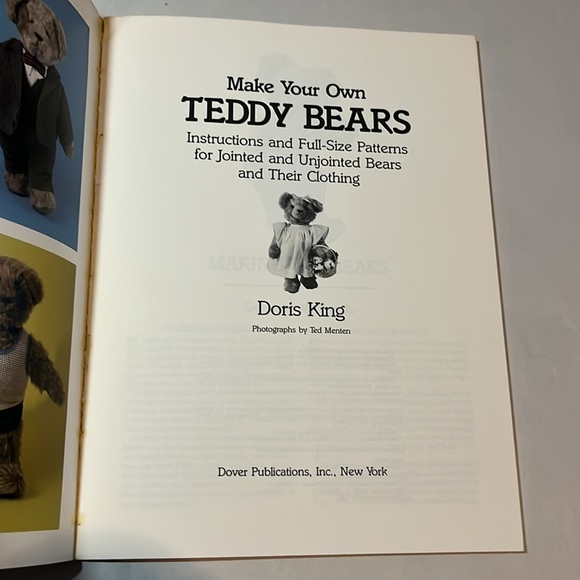 Make Your Own
TEDDY BEARS
Instructions and Full-Size Patterns
for Jointed and Unjointed Bears
and Their Clothing
Doris King
Photographs by Ted Menten
Dover Publications, Inc., New York